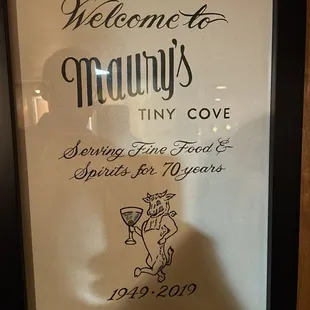 Welcome to
Maury's
TINY COVE
Serving Fine Food &
Spirits for 70 years
1949 • 2019